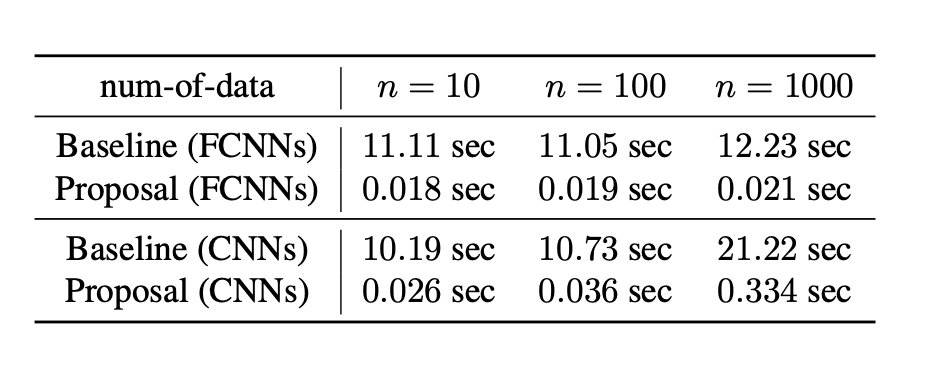 num-of-data n = 10 n = 100 n = 1000
Baseline (FCNNs) 11.11 sec 11.05 sec 12.23 sec
Proposal (FCNNs) 0.018 sec 0.019 sec 0.021 sec
Baseline (CNNs) 10.19 sec 10.73 sec 21.22 sec
Proposal (CNNs) 0.026 sec 0.036 sec 0.334 sec